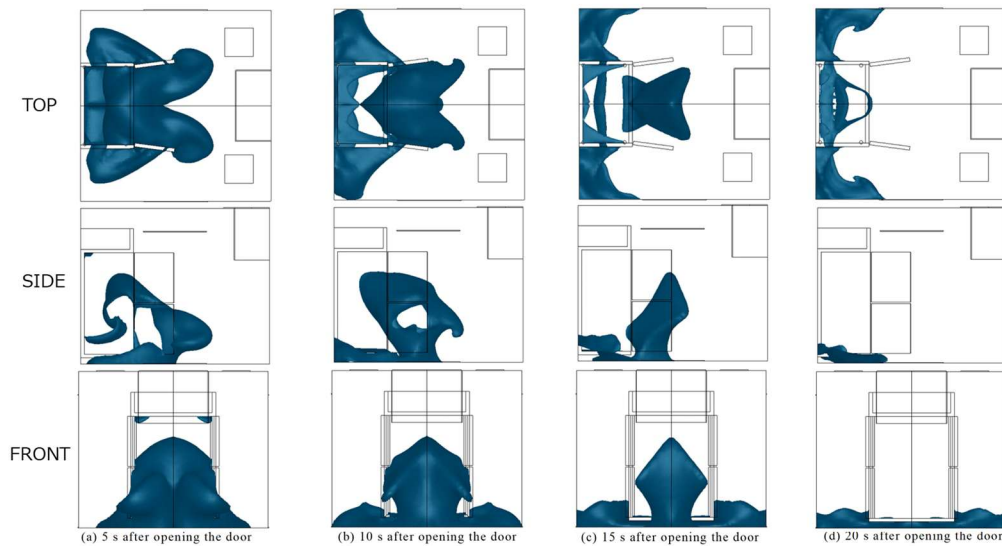 TOP
SIDE
FRONT
(a) 5 s after opening the door
(b) 10 s after opening the door
(c) 15 s after opening the door
(d) 20 s after opening the door